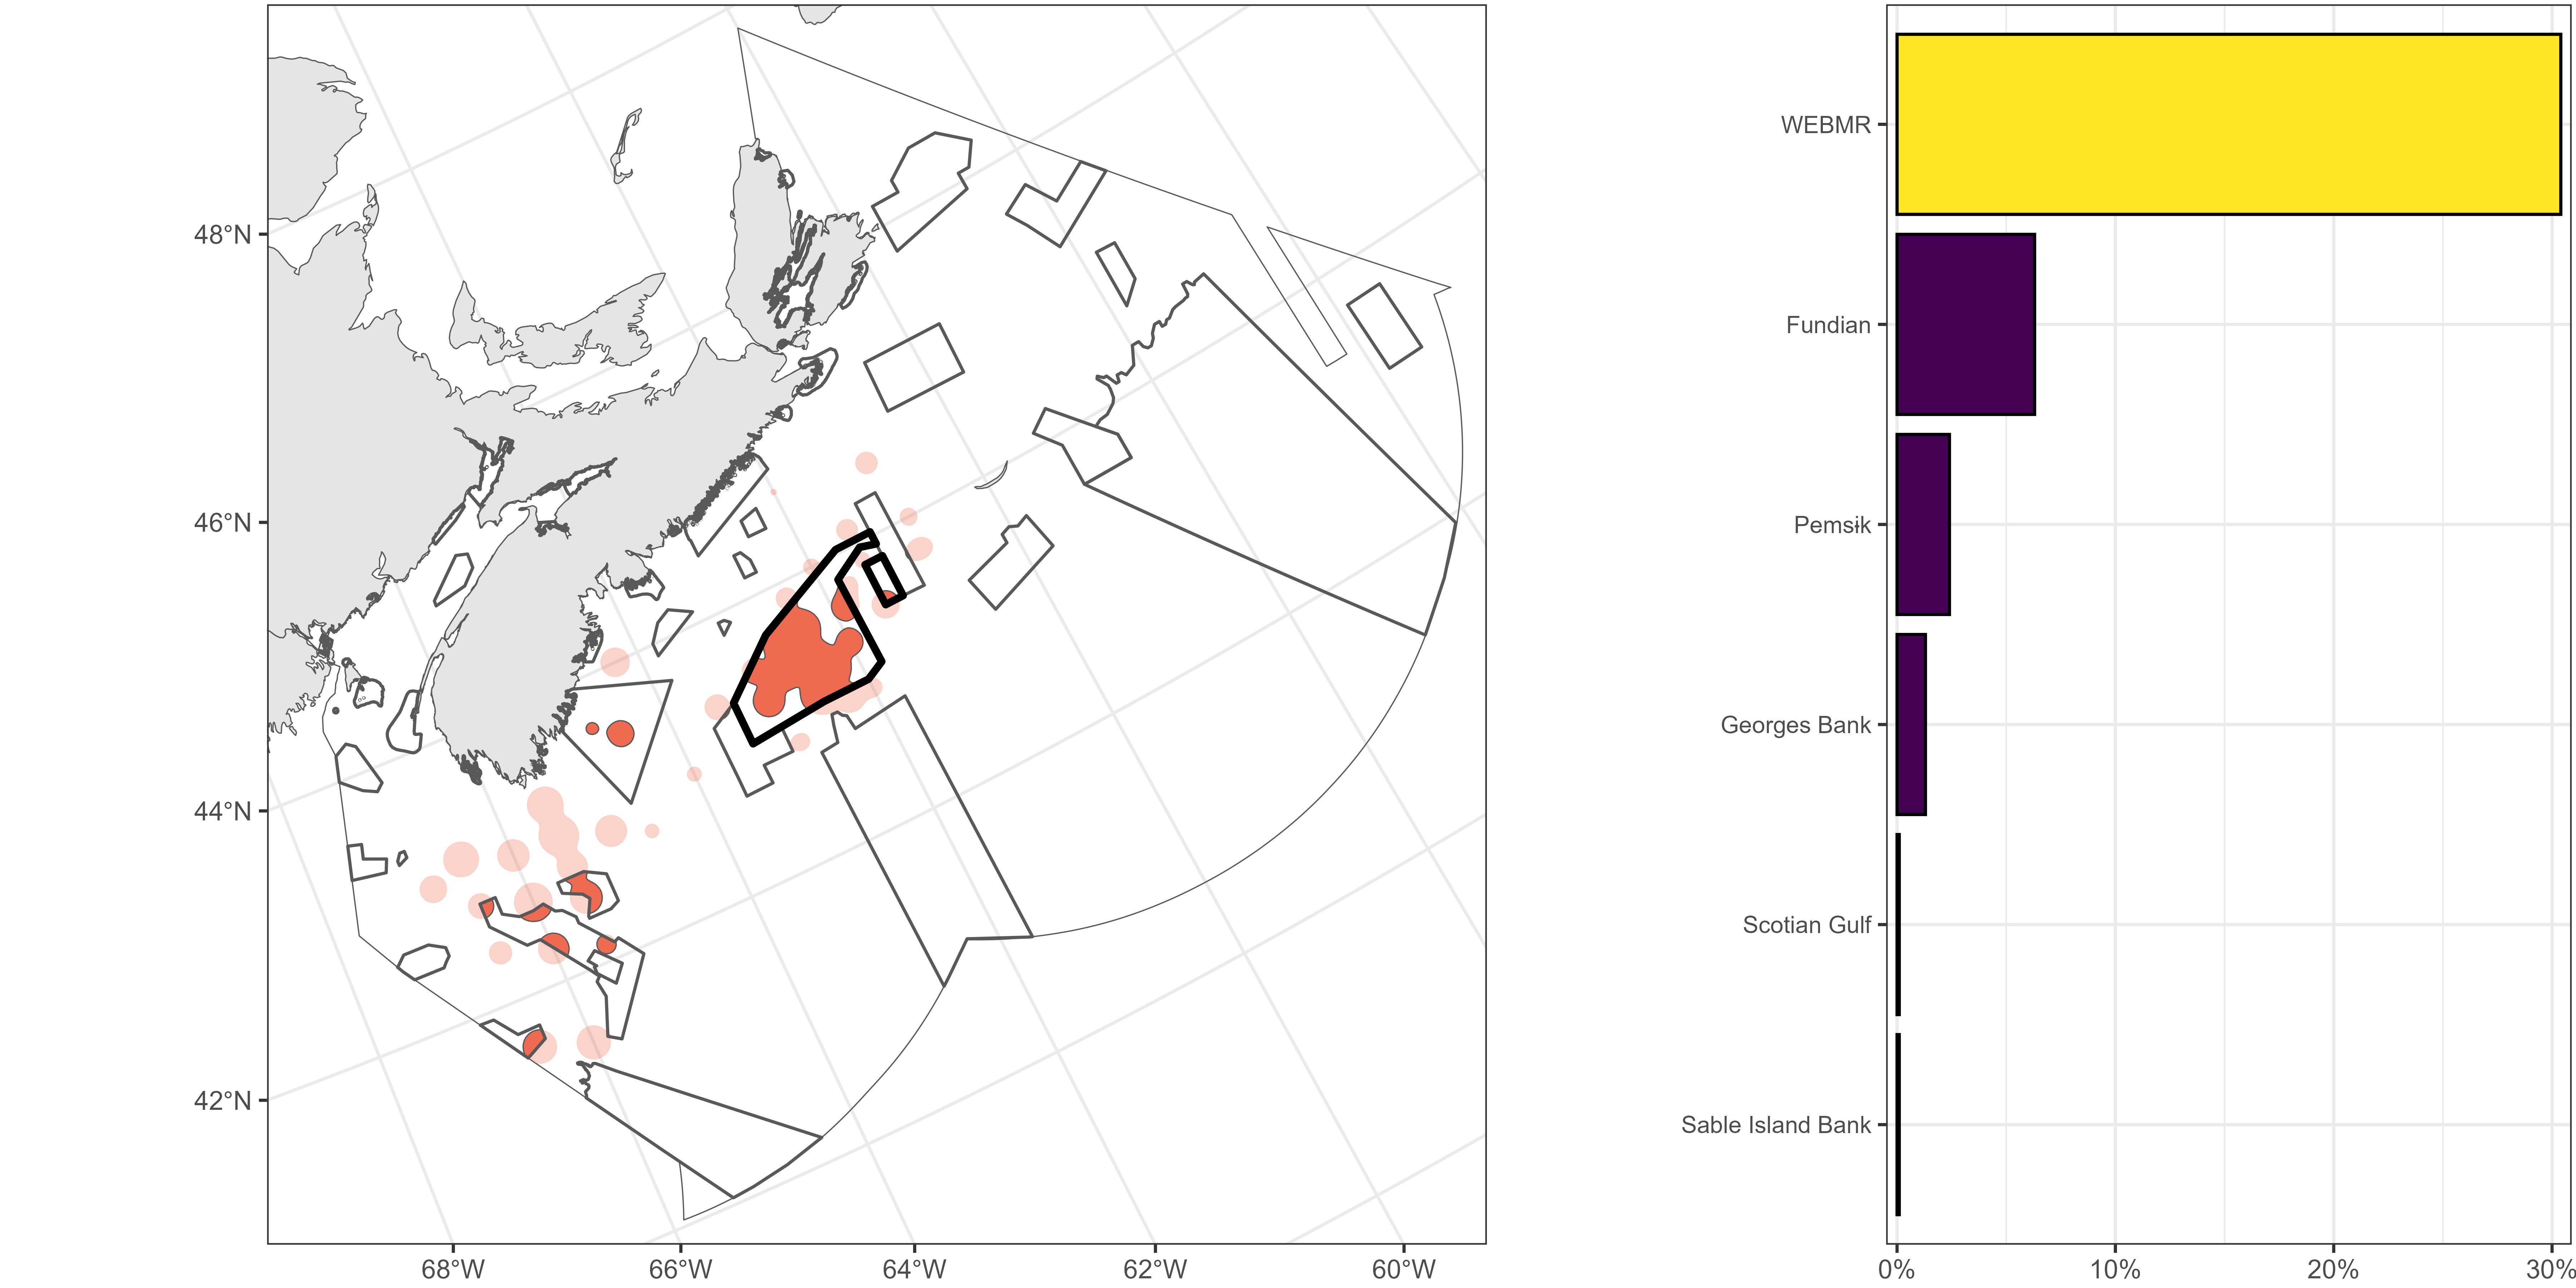 48°N
46°N
44°N
42°N
68°W
66°W
64°W
62°W
60°W
WEBMR
Fundian
Pemsɨk
Georges Bank
Scotian Gulf
Sable Island Bank
0%
10%
20%
30%